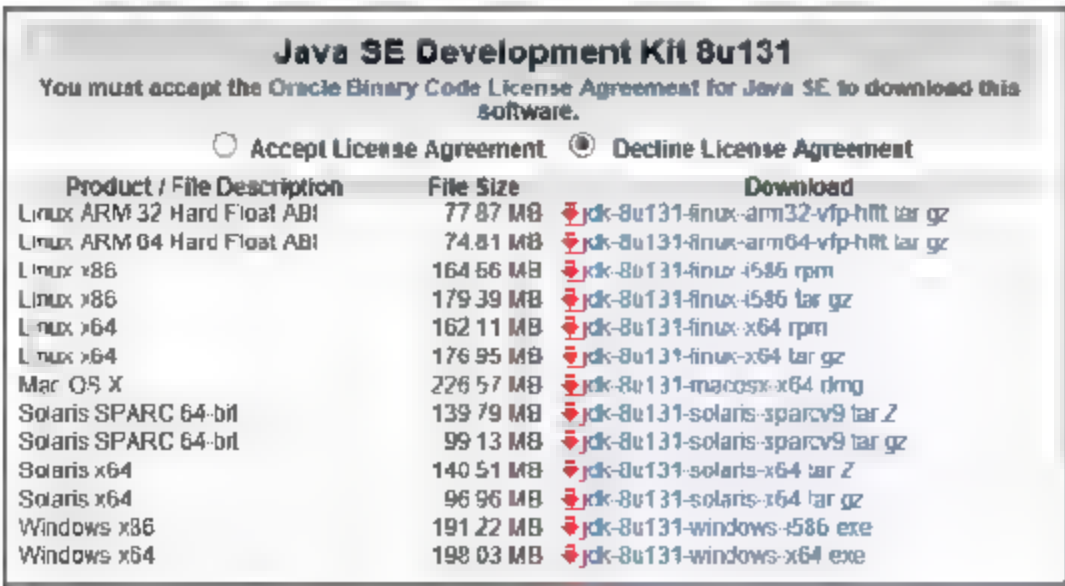 Java SE Development Kit 8u131
You must accept the Oracle Binary Code License Agreement for Java SE to download this
software.
Accept License Agreement Decline License Agreement
Product / File Description File Size Download
Linux ARM 32 Hard Float ABI 77.87 MB jdk-8u131-linux-arm32-vfp-hflt.tar.gz
Linux ARM 64 Hard Float ABI 74.81 MB jdk-8u131-linux-arm64-vfp-hflt.tar.gz
Linux x86 164.66 MB jdk-8u131-linux-i586.rpm
Linux x86 179.39 MB jdk-8u131-linux-i586.tar.gz
Linux x64 162.11 MB jdk-8u131-linux-x64.rpm
Linux x64 176.95 MB jdk-8u131-linux-x64.tar.gz
Mac OS X 226.57 MB jdk-8u131-macosx-x64.dmg
Solaris SPARC 64-bit 139.79 MB jdk-8u131-solaris-sparcv9.tar.Z
Solaris SPARC 64-bit 99.13 MB jdk-8u131-solaris-sparcv9.tar.gz
Solaris x64 140.51 MB jdk-8u131-solaris-x64.tar.Z
Solaris x64 96.96 MB jdk-8u131-solaris-x64.tar.gz
Windows x86 191.22 MB jdk-8u131-windows-i586.exe
Windows x64 198.03 MB jdk-8u131-windows-x64.exe